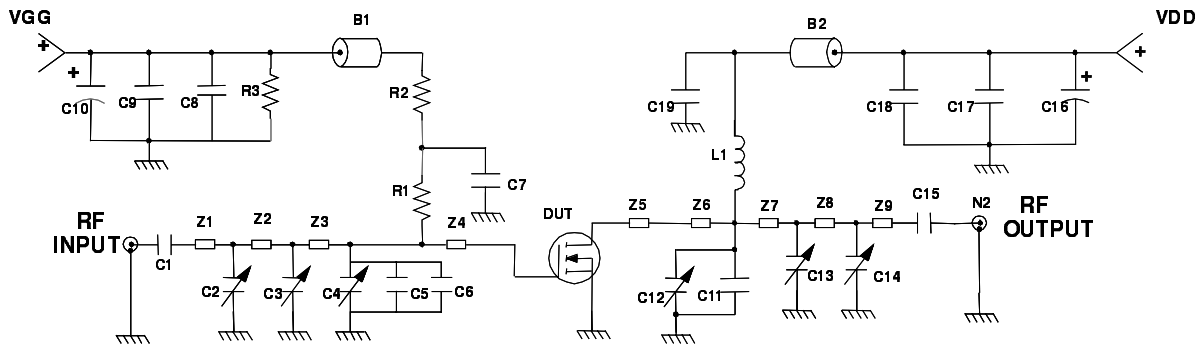 VGG
B1
B2
VDD
+
+
+
+
C10
C9
C8
R3
R2
C19
C18
C17
C16
L1
R1
C7
RF
INPUT
Z1
Z2
Z3
Z4
DUT
Z5
Z6
Z7
Z8
Z9
C15
N2
RF
OUTPUT
C1
C2
C3
C4
C5
C6
C12
C11
C13
C14